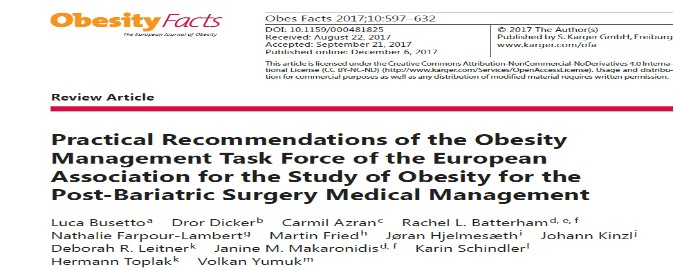 Obesity Facts
The European Journal of Obesity
Obes Facts 2017;10:597–632
DOI: 10.1159/000481825
Received: August 22, 2017
Accepted: September 21, 2017
Published online: December 6, 2017
© 2017 The Author(s)
Published by S. Karger GmbH, Freiburg
www.karger.com/ofa
This article is licensed under the Creative Commons Attribution-NonCommercial-NoDerivatives 4.0 Interna-
tional License (CC BY-NC-ND) (http://www.karger.com/Services/OpenAccessLicense). Usage and distribu-
tion for commercial purposes as well as any distribution of modified material requires written permission.
Review Article
Practical Recommendations of the Obesity
Management Task Force of the European
Association for the Study of Obesity for the
Post-Bariatric Surgery Medical Management
Luca Busetto a Dror Dicker b Carmil Azran c Rachel L. Batterham d, e, f
Nathalie Farpour-Lambert g Martin Fried h Jøran Hjelmesæth i Johann Kinzl j
Deborah R. Leitner k Janine M. Makaronidis d, f Karin Schindler l
Hermann Toplak k Volkan Yumuk m